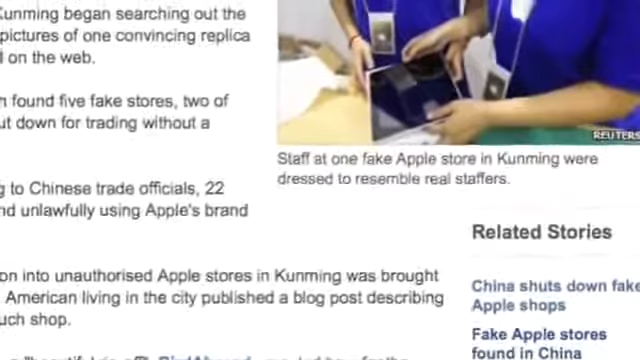 Kunming began searching out the
pictures of one convincing replica
on the web.
found five fake stores, two of
down for trading without a
to Chinese trade officials, 22
unlawfully using Apple's brand
into unauthorised Apple stores in Kunming was brought
American living in the city published a blog post describing
such shop.
REUTERS
Staff at one fake Apple store in Kunming were
dressed to resemble real staffers.
Related Stories
China shuts down fake
Apple shops
Fake Apple stores
found in China